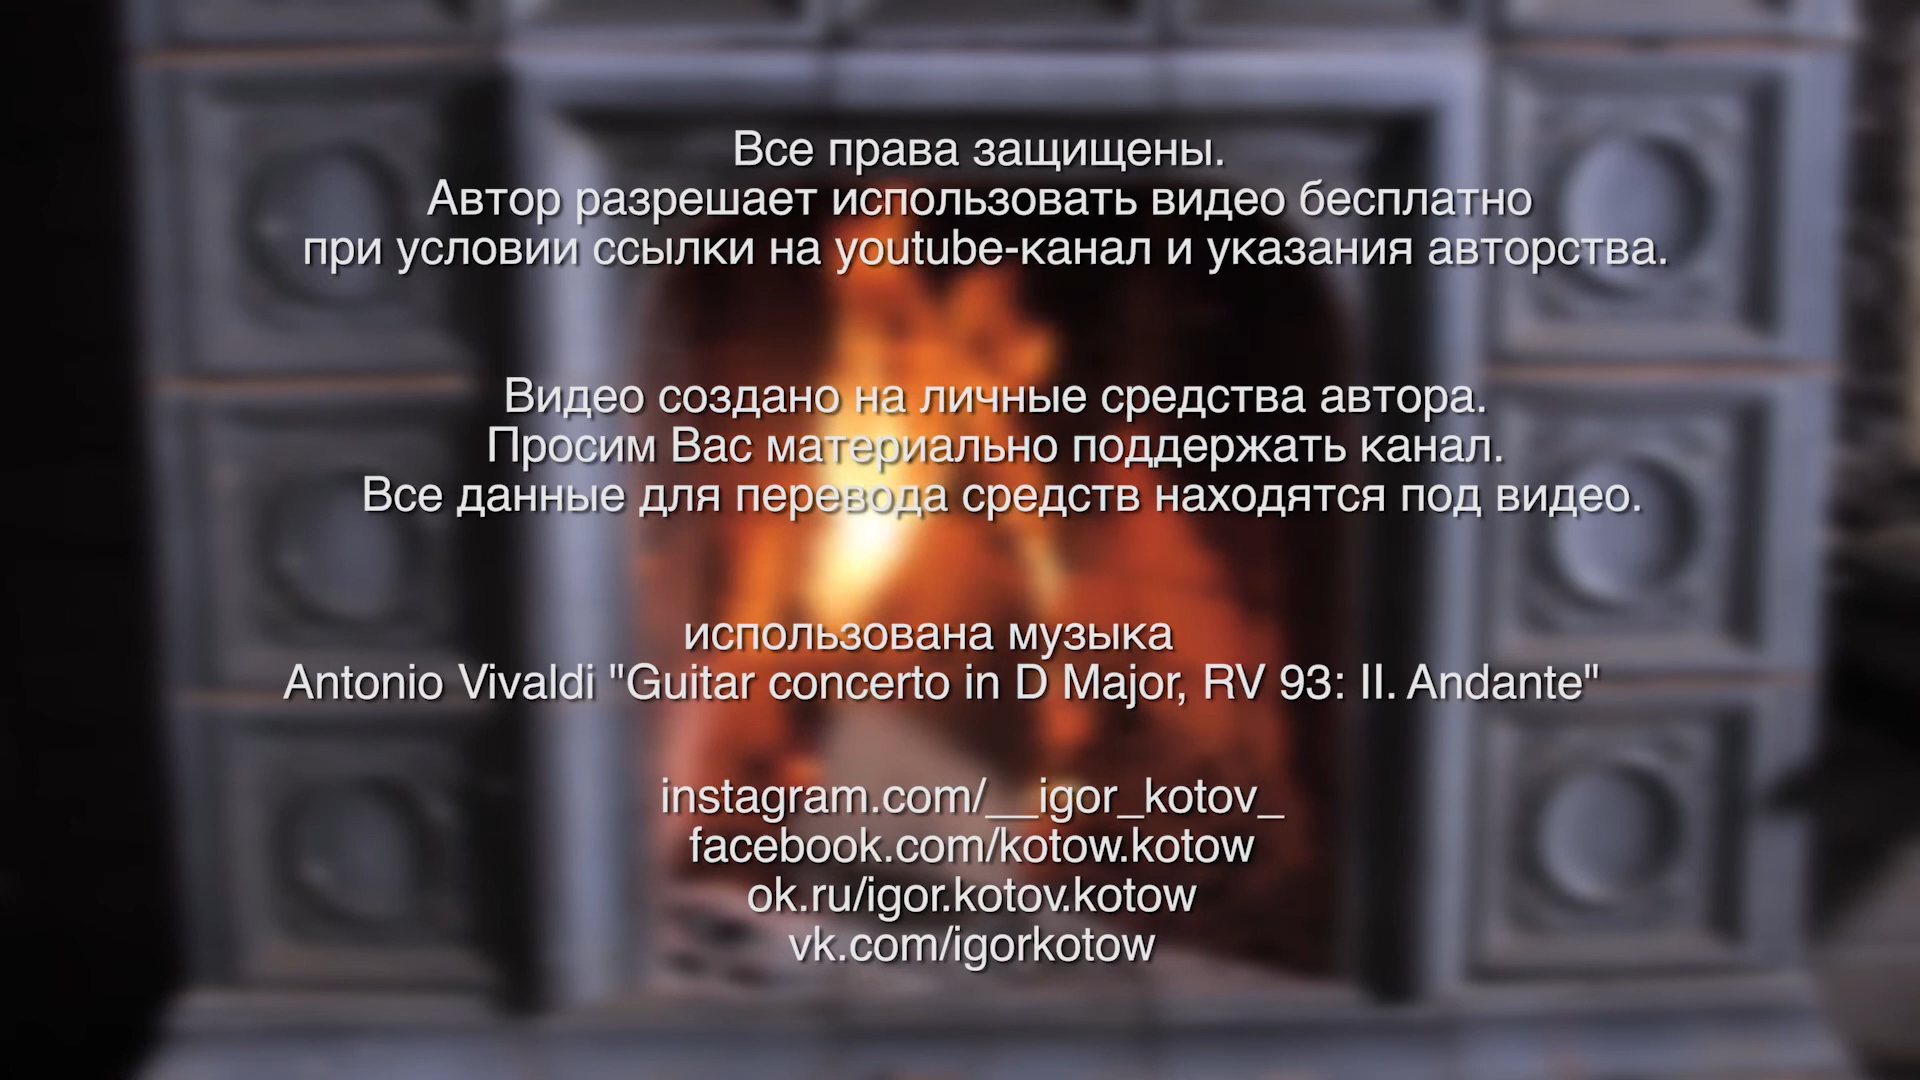 Все права защищены.
Автор разрешает использовать видео бесплатно
при условии ссылки на youtube-канал и указания авторства.
Видео создано на личные средства автора.
Просим Вас материально поддержать канал.
Все данные для перевода средств находятся под видео.
использована музыка
Antonio Vivaldi "Guitar concerto in D Major, RV 93: II. Andante"
instagram.com/__igor_kotov_
facebook.com/kotow.kotow
ok.ru/igor.kotov.kotow
vk.com/igorkotow